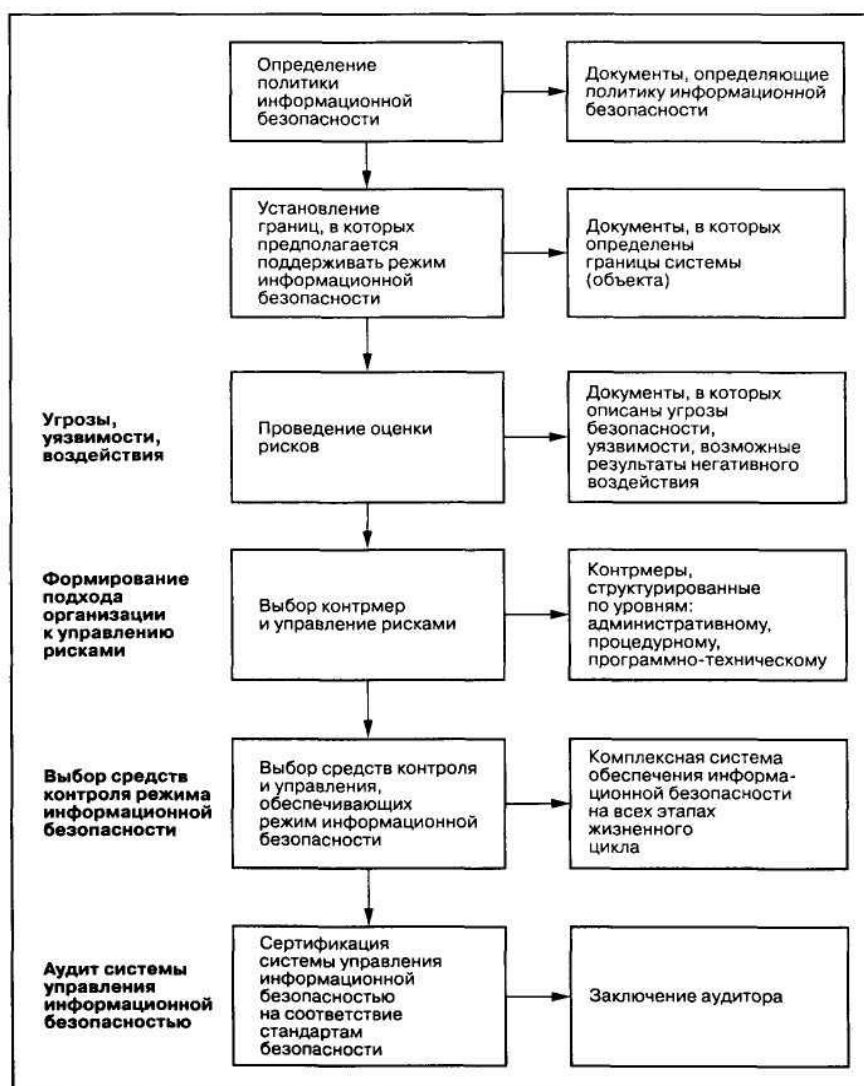 Определение
политики
информационной
безопасности
Документы, определяющие
политику информационной
безопасности
Установление
границ, в которых
предполагается
поддерживать режим
информационной
безопасности
Документы, в которых
определены
границы системы
(объекта)
Угрозы,
уязвимости,
воздействия
Проведение оценки
рисков
Документы, в которых
описаны угрозы
безопасности,
уязвимости, возможные
результаты негативного
воздействия
Формирование
подхода
организации
к управлению
рисками
Выбор контрмер
и управление рисками
Контрмеры,
структурированные
по уровням:
административному,
процедурному,
программно-техническому
Выбор средств
контроля режима
информационной
безопасности
Выбор средств контроля
и управления,
обеспечивающих
режим информационной
безопасности
Комплексная система
обеспечения информа-
ционной безопасности
на всех этапах
жизненного
цикла
Аудит системы
управления
информационной
безопасностью
Сертификация
системы управления
информационной
безопасностью
на соответствие
стандартам
безопасности
Заключение аудитора